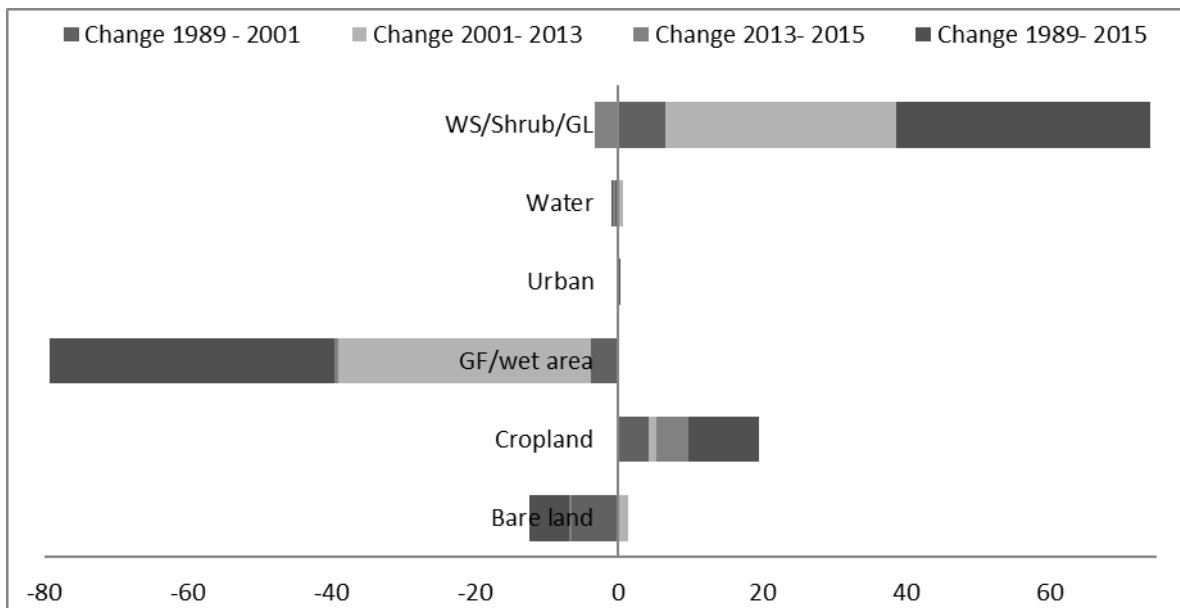 Change 1989 - 2001 Change 2001- 2013 Change 2013- 2015 Change 1989- 2015
WS/Shrub/GL
Water
Urban
GF/wet area
Cropland
Bare land
-80 -60 -40 -20 0 20 40 60